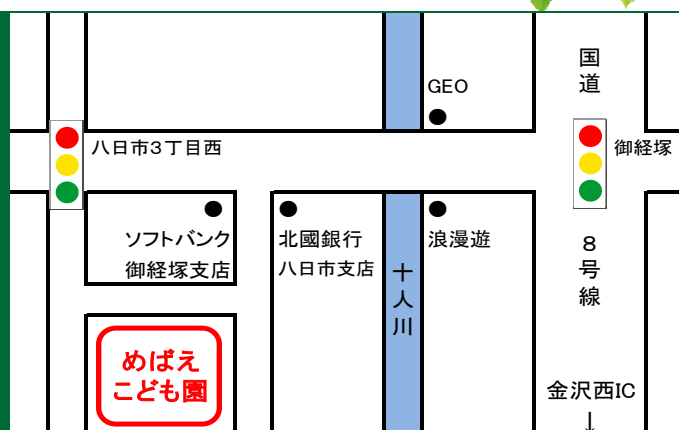 国道
GEO
八日市3丁目西
御経塚
ソフトバンク
御経塚支店
北國銀行
八日市支店
浪漫遊
十人川
8号線
めばえ
こども園
金沢西IC
↓